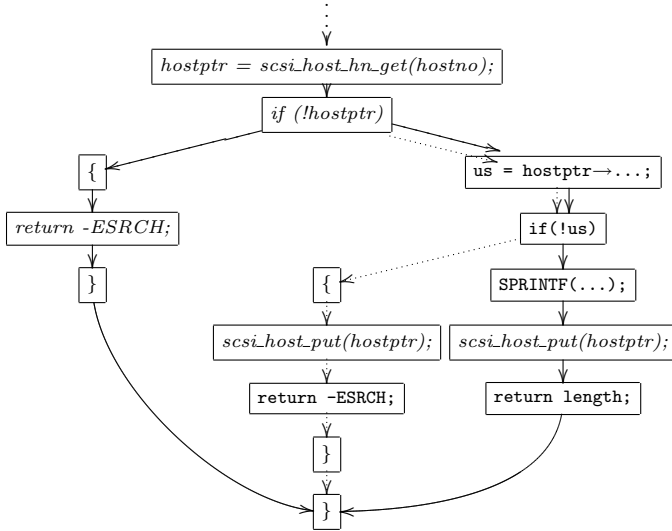 hostptr = scsi_host_hn_get(hostno);
if (!hostptr)
{
us = hostptr→...;
return -ESRCH;
if(!us)
}
{
SPRINTF(...);
scsi_host_put(hostptr);
scsi_host_put(hostptr);
return -ESRCH;
return length;
}
}